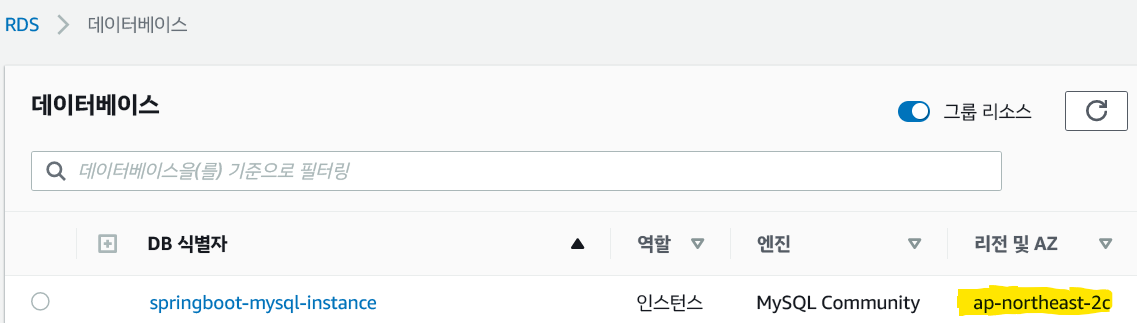 RDS > 데이터베이스
데이터베이스
그룹 리소스
데이터베이스을(를) 기준으로 필터링
DB 식별자 역할 엔진 리전 및 AZ
springboot-mysql-instance 인스턴스 MySQL Community ap-northeast-2c